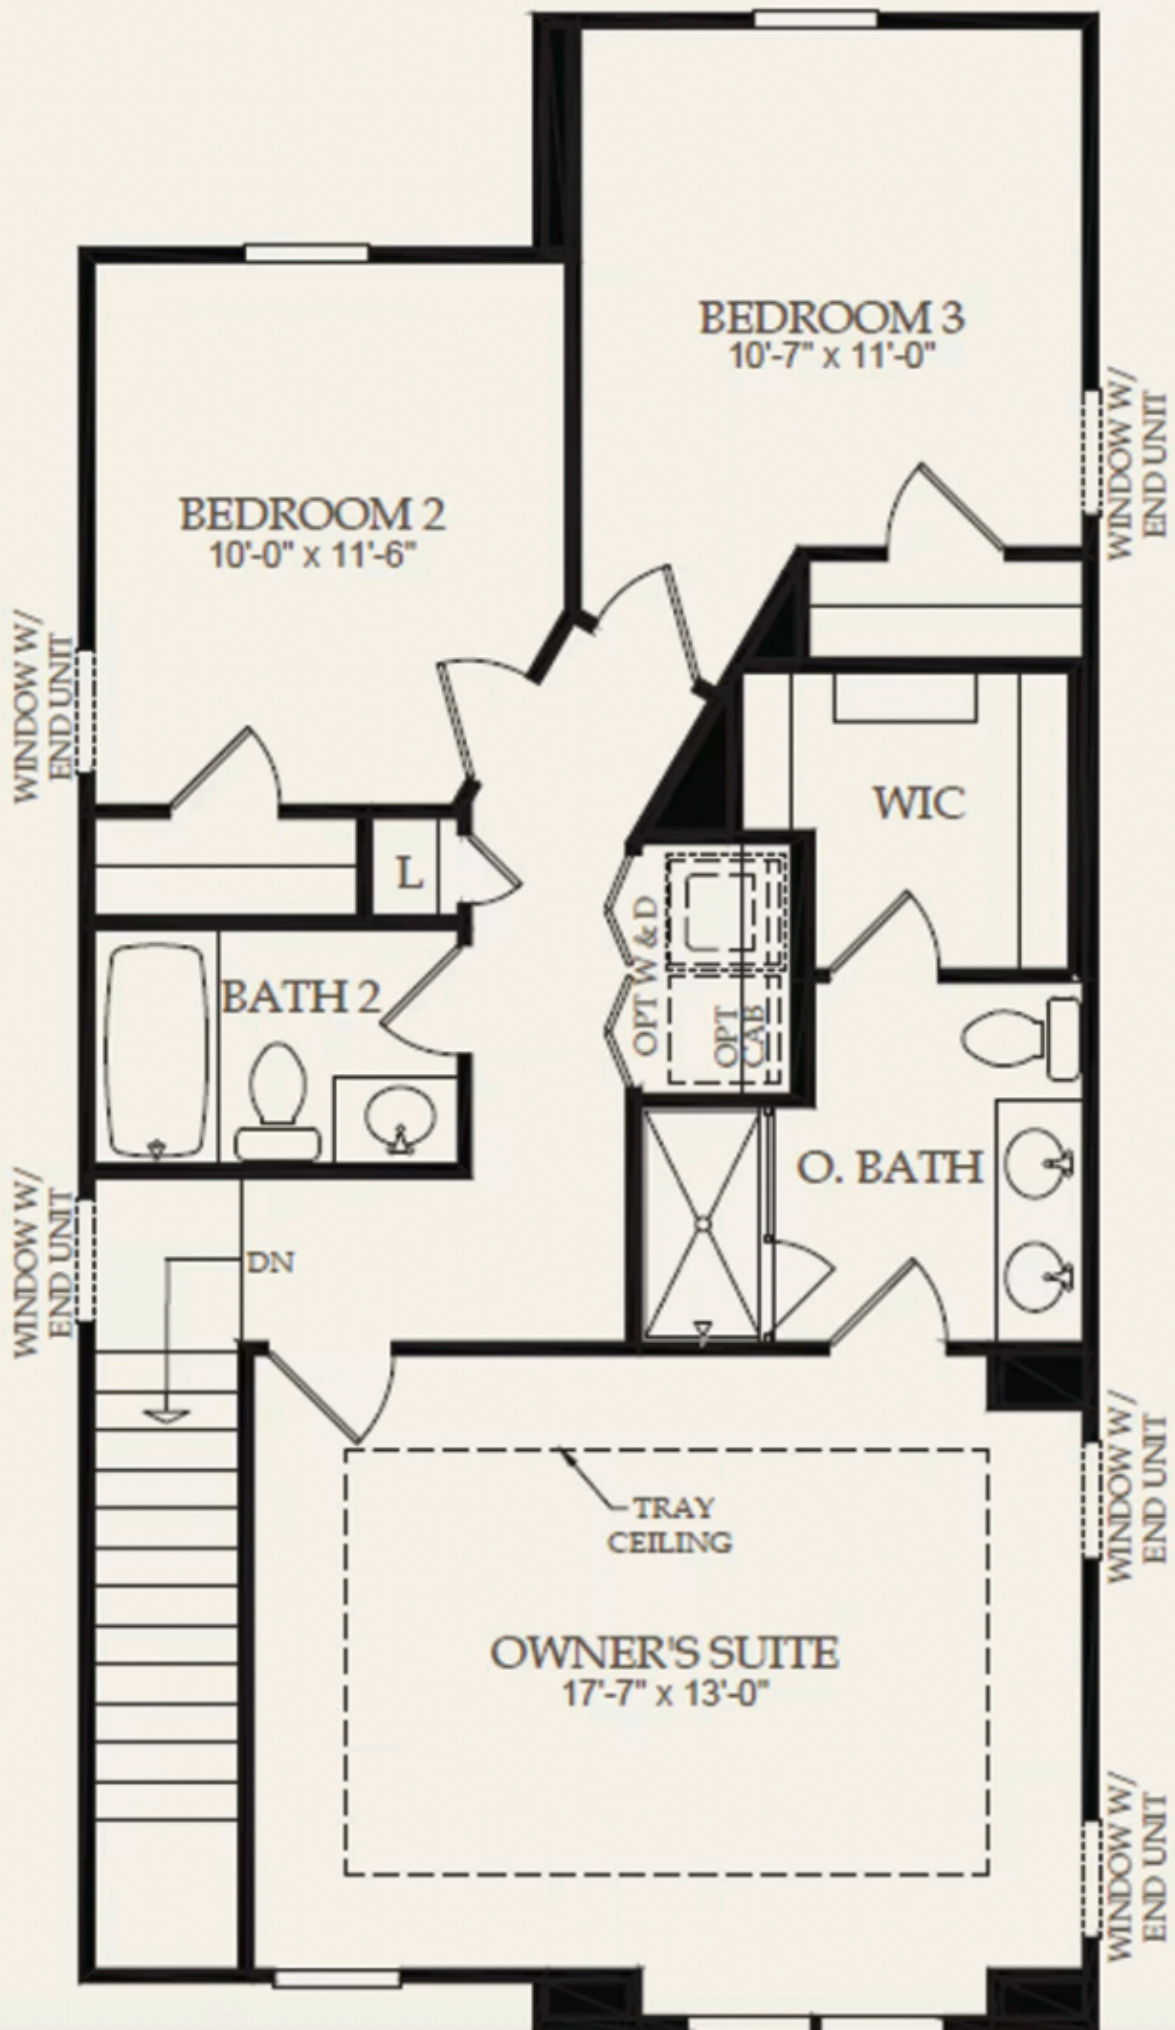 BEDROOM 3
10'-7" x 11'-0"
WINDOW W/
END UNIT
BEDROOM 2
10'-0" x 11'-6"
WINDOW W/
END UNIT
WIC
L
OPT W & D
OPT
CAB
BATH 2
O. BATH
WINDOW W/
END UNIT
DN
TRAY
CEILING
WINDOW W/
END UNIT
OWNER'S SUITE
17'-7" x 13'-0"
WINDOW W/
END UNIT